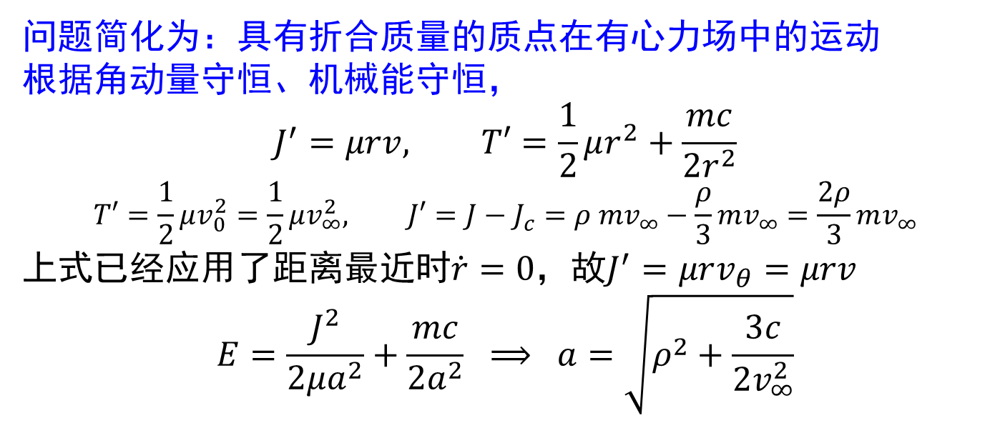 问题简化为：具有折合质量的质点在有心力场中的运动
根据角动量守恒、机械能守恒，
$J' = \mu r v, \quad T' = \frac{1}{2}\mu r^2 + \frac{mc}{2r^2}$
$T' = \frac{1}{2}\mu v_0^2 = \frac{1}{2}\mu v_\infty^2, \quad J' = J - J_c = \rho\, m v_\infty - \frac{\rho}{3} m v_\infty = \frac{2\rho}{3} m v_\infty$
上式已经应用了距离最近时$\dot{r} = 0$，故$J' = \mu r v_\theta = \mu r v$
$E = \frac{J^2}{2\mu a^2} + \frac{mc}{2a^2} \implies a = \sqrt{\rho^2 + \frac{3c}{2v_\infty^2}}$